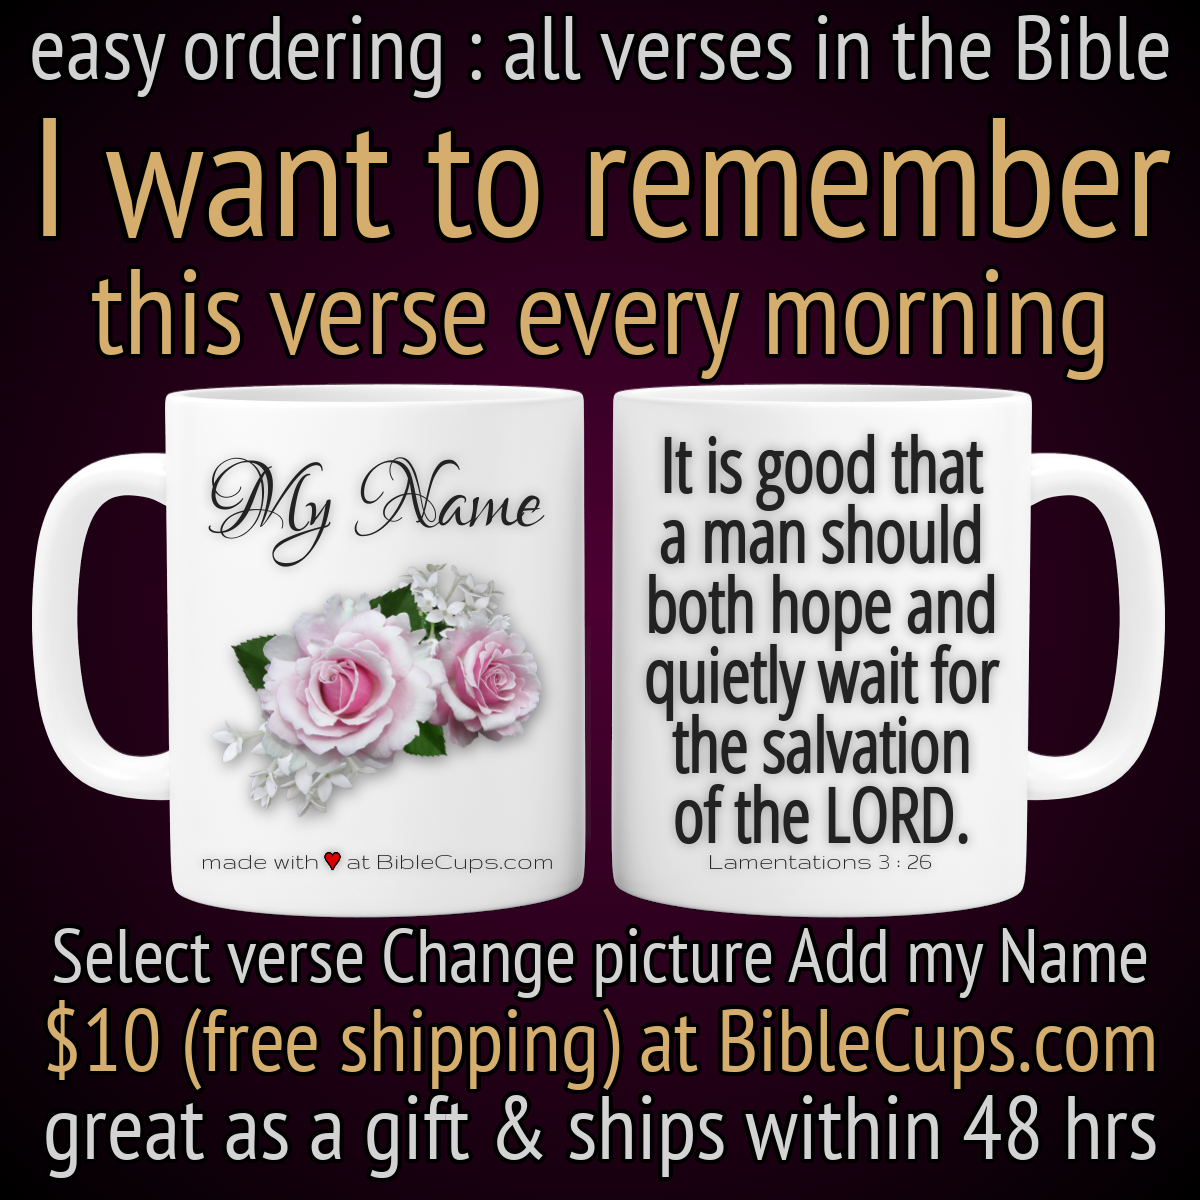 easy ordering : all verses in the Bible
I want to remember
this verse every morning
My Name
made with ♥ at BibleCups.com
It is good that
a man should
both hope and
quietly wait for
the salvation
of the LORD.
Lamentations 3 : 26
Select verse Change picture Add my Name
$10 (free shipping) at BibleCups.com
great as a gift & ships within 48 hrs